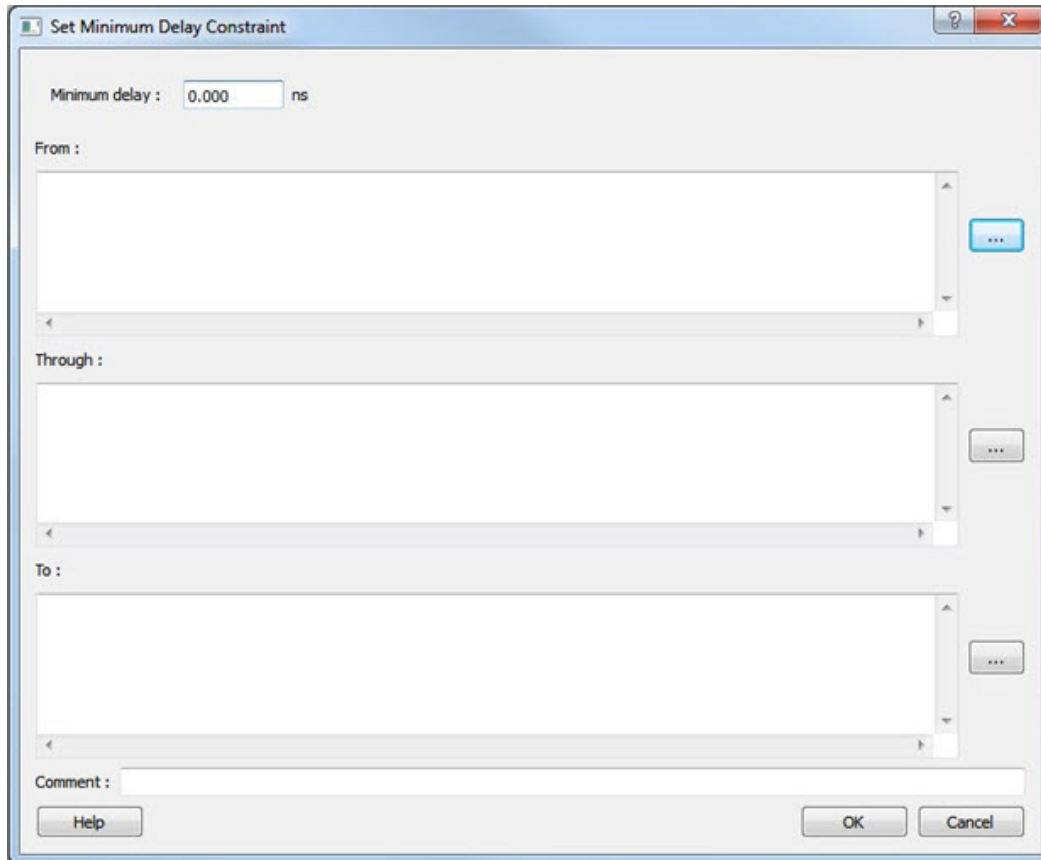 Set Minimum Delay Constraint
Minimum delay : 0.000 ns
From :
...
Through :
...
To :
...
Comment :
Help OK Cancel